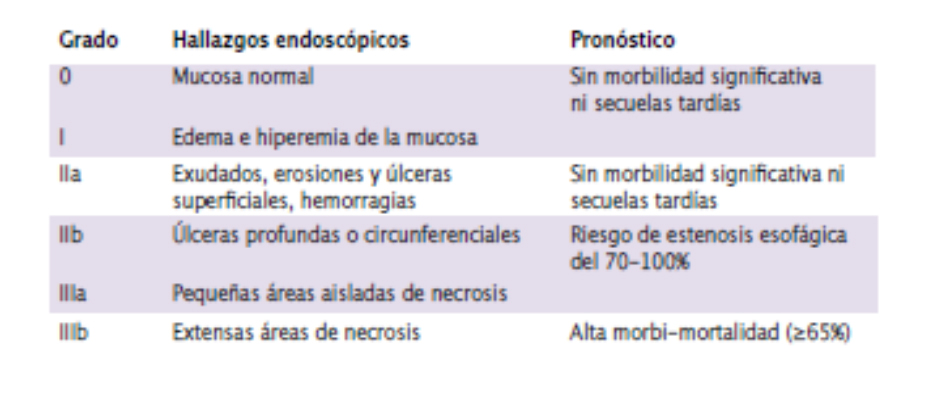 Grado Hallazgos endoscópicos Pronóstico
0 Mucosa normal Sin morbilidad significativa
ni secuelas tardías
I Edema e hiperemia de la mucosa
IIa Exudados, erosiones y úlceras Sin morbilidad significativa ni
superficiales, hemorragias secuelas tardías
IIb Úlceras profundas o circunferenciales Riesgo de estenosis esofágica
del 70–100%
IIIa Pequeñas áreas aisladas de necrosis
IIIb Extensas áreas de necrosis Alta morbi–mortalidad (≥65%)